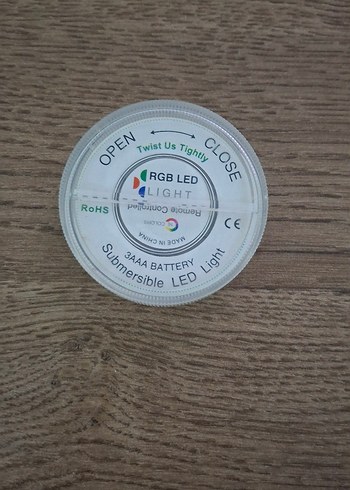 OPEN CLOSE
Twist Us Tightly
RGB LED
LIGHT
Remote Controlled
RoHS
CE
COLORS
MADE IN CHINA
3AAA BATTERY
Submersible LED Light